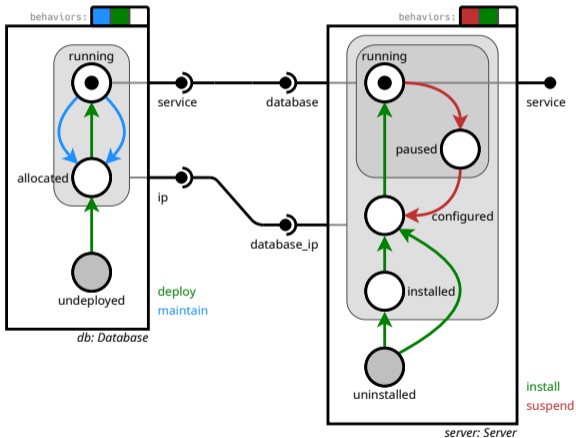 behaviors:
behaviors:
running
running
service
database
service
paused
allocated
ip
configured
database_ip
undeployed
deploy
installed
maintain
db: Database
uninstalled
install
suspend
server: Server